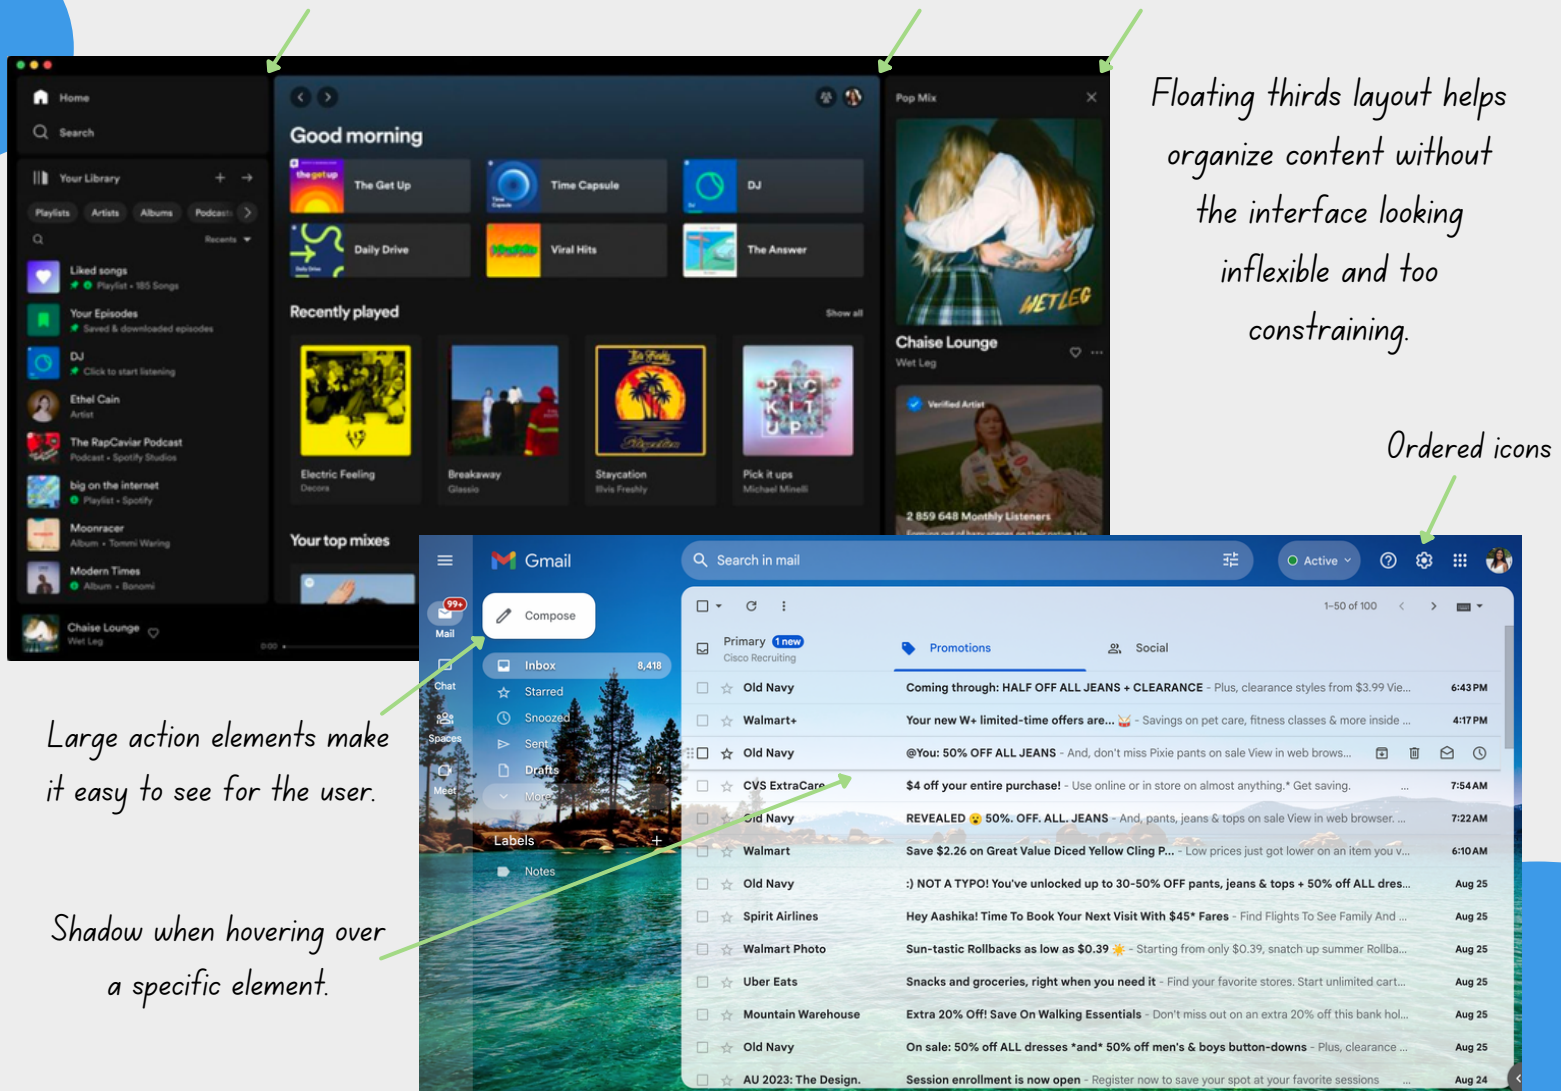 Home
Search
Your Library
Playlists Artists Albums Podcasts
Recents
Liked songs
Playlist • 185 Songs
Your Episodes
Saved & downloaded episodes
DJ
Click to start listening
Ethel Cain
Artist
The RapCaviar Podcast
Podcast • Spotify Studios
big on the internet
Playlist • Spotify
Moonracer
Album • Tommi Waring
Modern Times
Album • Bonomi
Chaise Lounge
Wet Leg
0:00
Good morning
the getup
The Get Up
Time Capsule
Time Capsule
DJ
DJ
Daily Drive
Daily Drive
Viral Hits
The Answer
Recently played
Show all
Electric Feeling
Decora
Breakaway
Glassio
Staycation
Illvis Freshly
PICK IT UP.
Pick it ups
Michael Minelli
Your top mixes
Pop Mix
WET LEG
Chaise Lounge
Wet Leg
Verified Artist
2 859 648 Monthly Listeners
Floating thirds layout helps
organize content without
the interface looking
inflexible and too
constraining.
Ordered icons
Large action elements make
it easy to see for the user.
Shadow when hovering over
a specific element.
Gmail
Search in mail
Active
99+
Mail
Chat
Spaces
Meet
Compose
Inbox 8,418
Starred
Snoozed
Sent
Drafts 2
More
Labels +
Notes
1–50 of 100
Primary 1 new
Cisco Recruiting
Promotions
Social
Old Navy Coming through: HALF OFF ALL JEANS + CLEARANCE - Plus, clearance styles from $3.99 Vie... 6:43 PM
Walmart+ Your new W+ limited-time offers are... 🥁 - Savings on pet care, fitness classes & more inside ... 4:17 PM
Old Navy @You: 50% OFF ALL JEANS - And, don't miss Pixie pants on sale View in web brows...
CVS ExtraCare $4 off your entire purchase! - Use online or in store on almost anything.* Get saving. ... 7:54 AM
Old Navy REVEALED 😮 50%. OFF. ALL. JEANS - And, pants, jeans & tops on sale View in web browser. ... 7:22 AM
Walmart Save $2.26 on Great Value Diced Yellow Cling P... - Low prices just got lower on an item you v... 6:10 AM
Old Navy :) NOT A TYPO! You've unlocked up to 30-50% OFF pants, jeans & tops + 50% off ALL dres... Aug 25
Spirit Airlines Hey Aashika! Time To Book Your Next Visit With $45* Fares - Find Flights To See Family And ... Aug 25
Walmart Photo Sun-tastic Rollbacks as low as $0.39 ☀️ - Starting from only $0.39, snatch up summer Rollba... Aug 25
Uber Eats Snacks and groceries, right when you need it - Find your favorite stores. Start unlimited cart... Aug 25
Mountain Warehouse Extra 20% Off! Save On Walking Essentials - Don't miss out on an extra 20% off this bank hol... Aug 25
Old Navy On sale: 50% off ALL dresses *and* 50% off men's & boys button-downs - Plus, clearance ... Aug 25
AU 2023: The Design. Session enrollment is now open - Register now to save your spot at your favorite sessions ... Aug 24